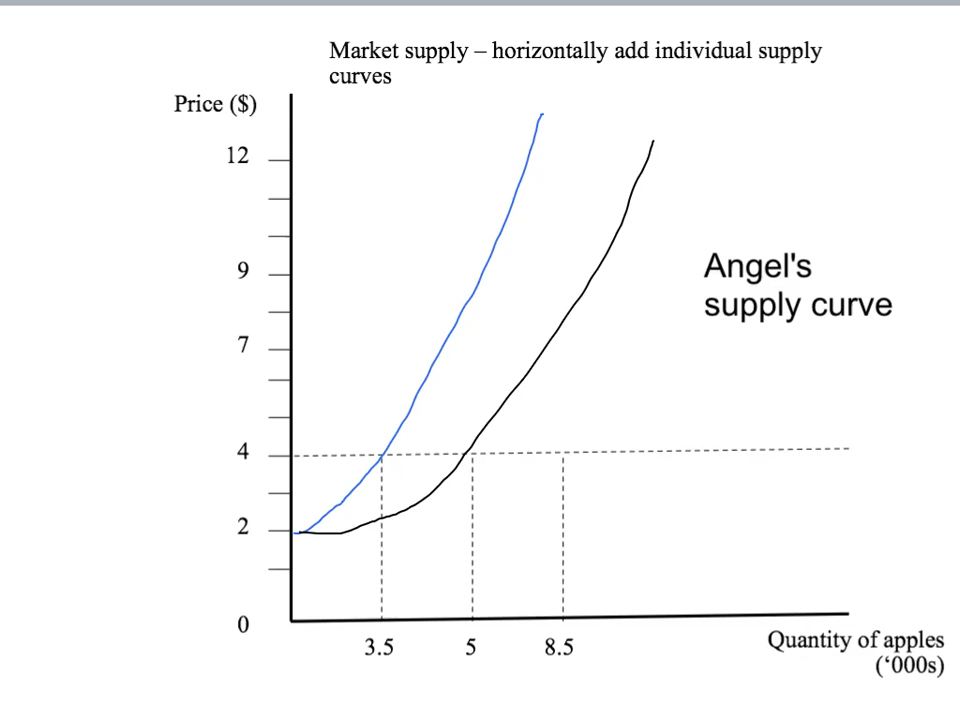 Market supply – horizontally add individual supply
curves
Price ($)
12
9
Angel's
supply curve
7
4
2
0
3.5 5 8.5
Quantity of apples
(‘000s)